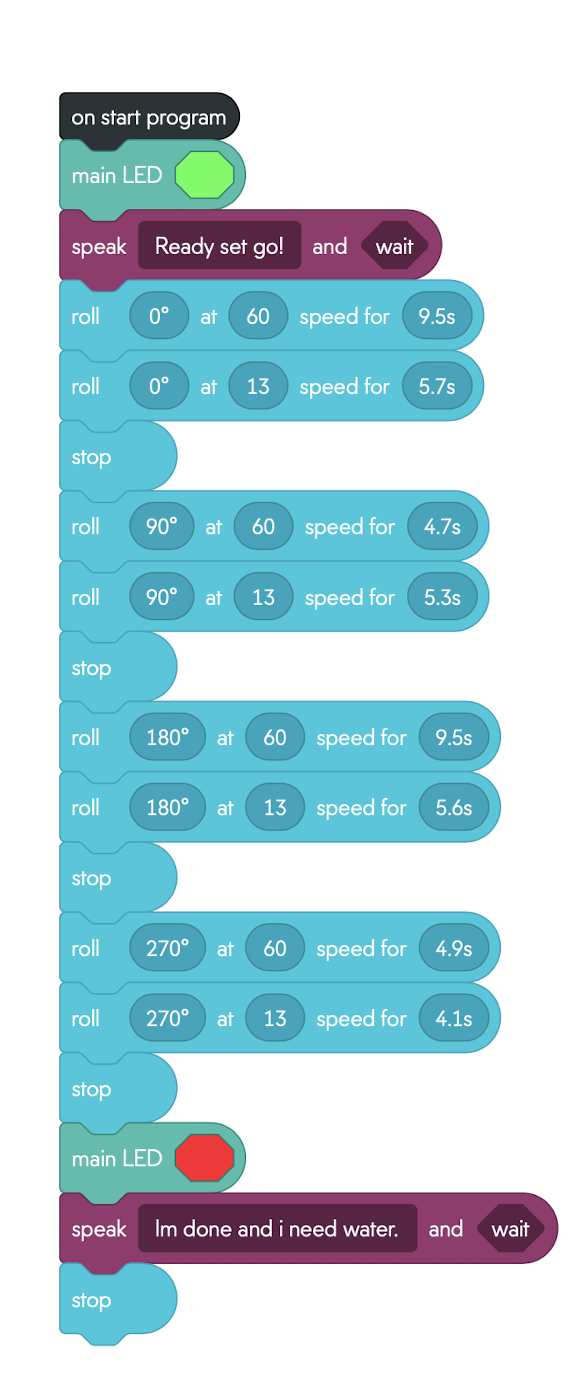 on start program
main LED
speak Ready set go! and wait
roll 0° at 60 speed for 9.5s
roll 0° at 13 speed for 5.7s
stop
roll 90° at 60 speed for 4.7s
roll 90° at 13 speed for 5.3s
stop
roll 180° at 60 speed for 9.5s
roll 180° at 13 speed for 5.6s
stop
roll 270° at 60 speed for 4.9s
roll 270° at 13 speed for 4.1s
stop
main LED
speak Im done and i need water. and wait
stop